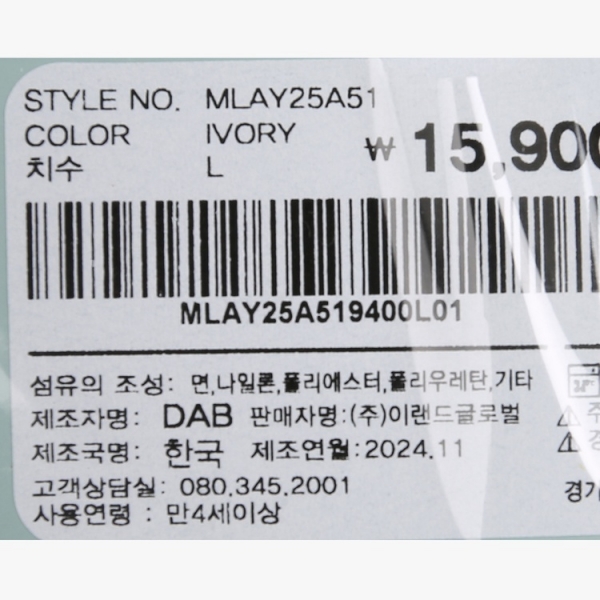 STYLE NO. MLAY25A51
COLOR IVORY
치수 L
₩ 15,900
MLAY25A519400L01
섬유의 조성: 면,나일론,폴리에스터,폴리우레탄,기타
제조자명: DAB 판매자명:(주)이랜드글로벌
제조국명: 한국 제조연월:2024.11
고객상담실: 080.345.2001
사용연령 : 만4세이상